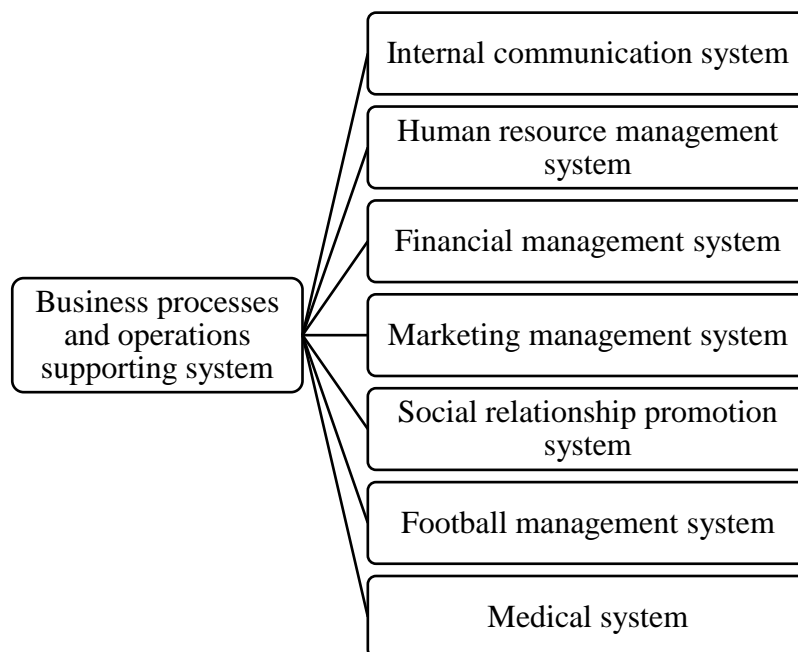 Internal communication system
Human resource management
system
Financial management system
Business processes
and operations
supporting system
Marketing management system
Social relationship promotion
system
Football management system
Medical system